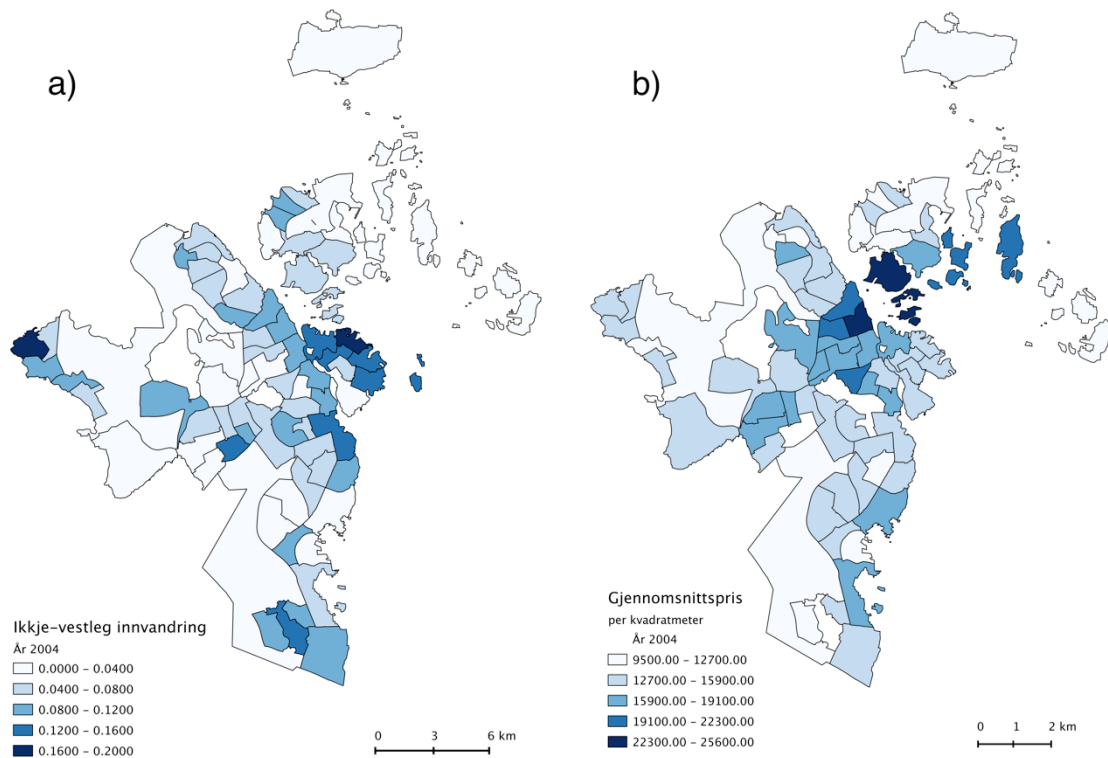 a)
Ikkje-vestleg innvandring
År 2004
0.0000 - 0.0400
0.0400 - 0.0800
0.0800 - 0.1200
0.1200 - 0.1600
0.1600 - 0.2000
0 3 6 km
b)
Gjennomsnittspris
per kvadratmeter
År 2004
9500.00 - 12700.00
12700.00 - 15900.00
15900.00 - 19100.00
19100.00 - 22300.00
22300.00 - 25600.00
0 1 2 km